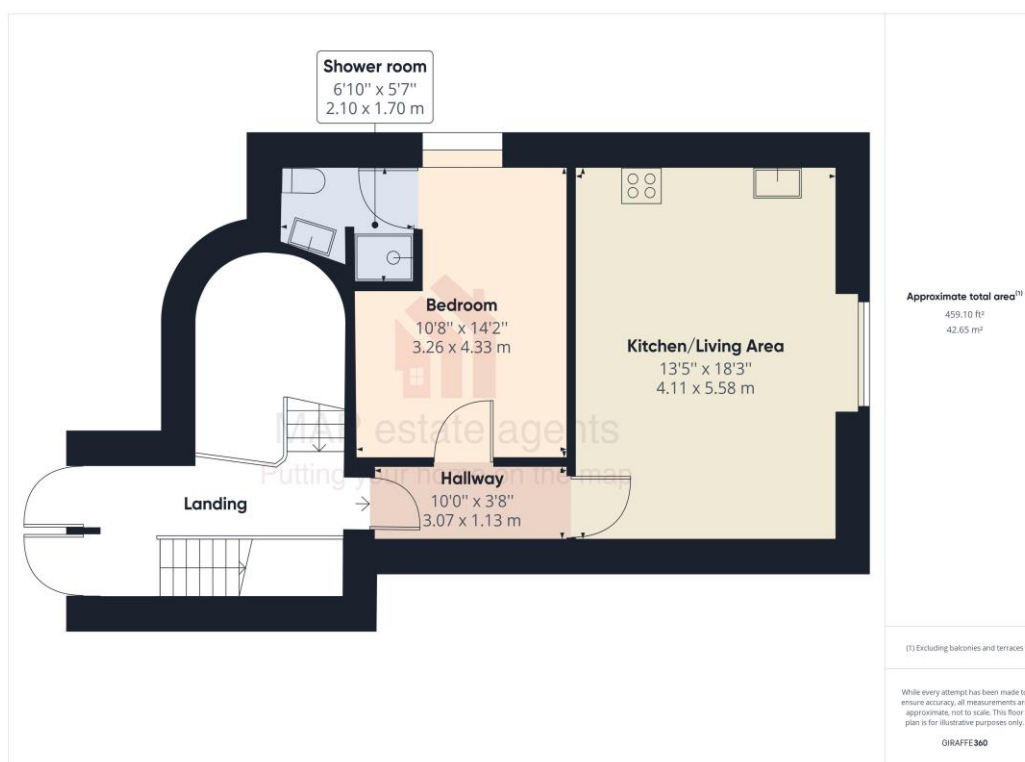 Shower room
6'10'' x 5'7''
2.10 x 1.70 m
Bedroom
10'8'' x 14'2''
3.26 x 4.33 m
Kitchen/Living Area
13'5'' x 18'3''
4.11 x 5.58 m
MAP estate agents
Putting your home on the map
Hallway
10'0'' x 3'8''
3.07 x 1.13 m
Landing
Approximate total area(1)
459.10 ft²
42.65 m²
(1) Excluding balconies and terraces
While every attempt has been made to
ensure accuracy, all measurements are
approximate, not to scale. This floor
plan is for illustrative purposes only.
GIRAFFE360